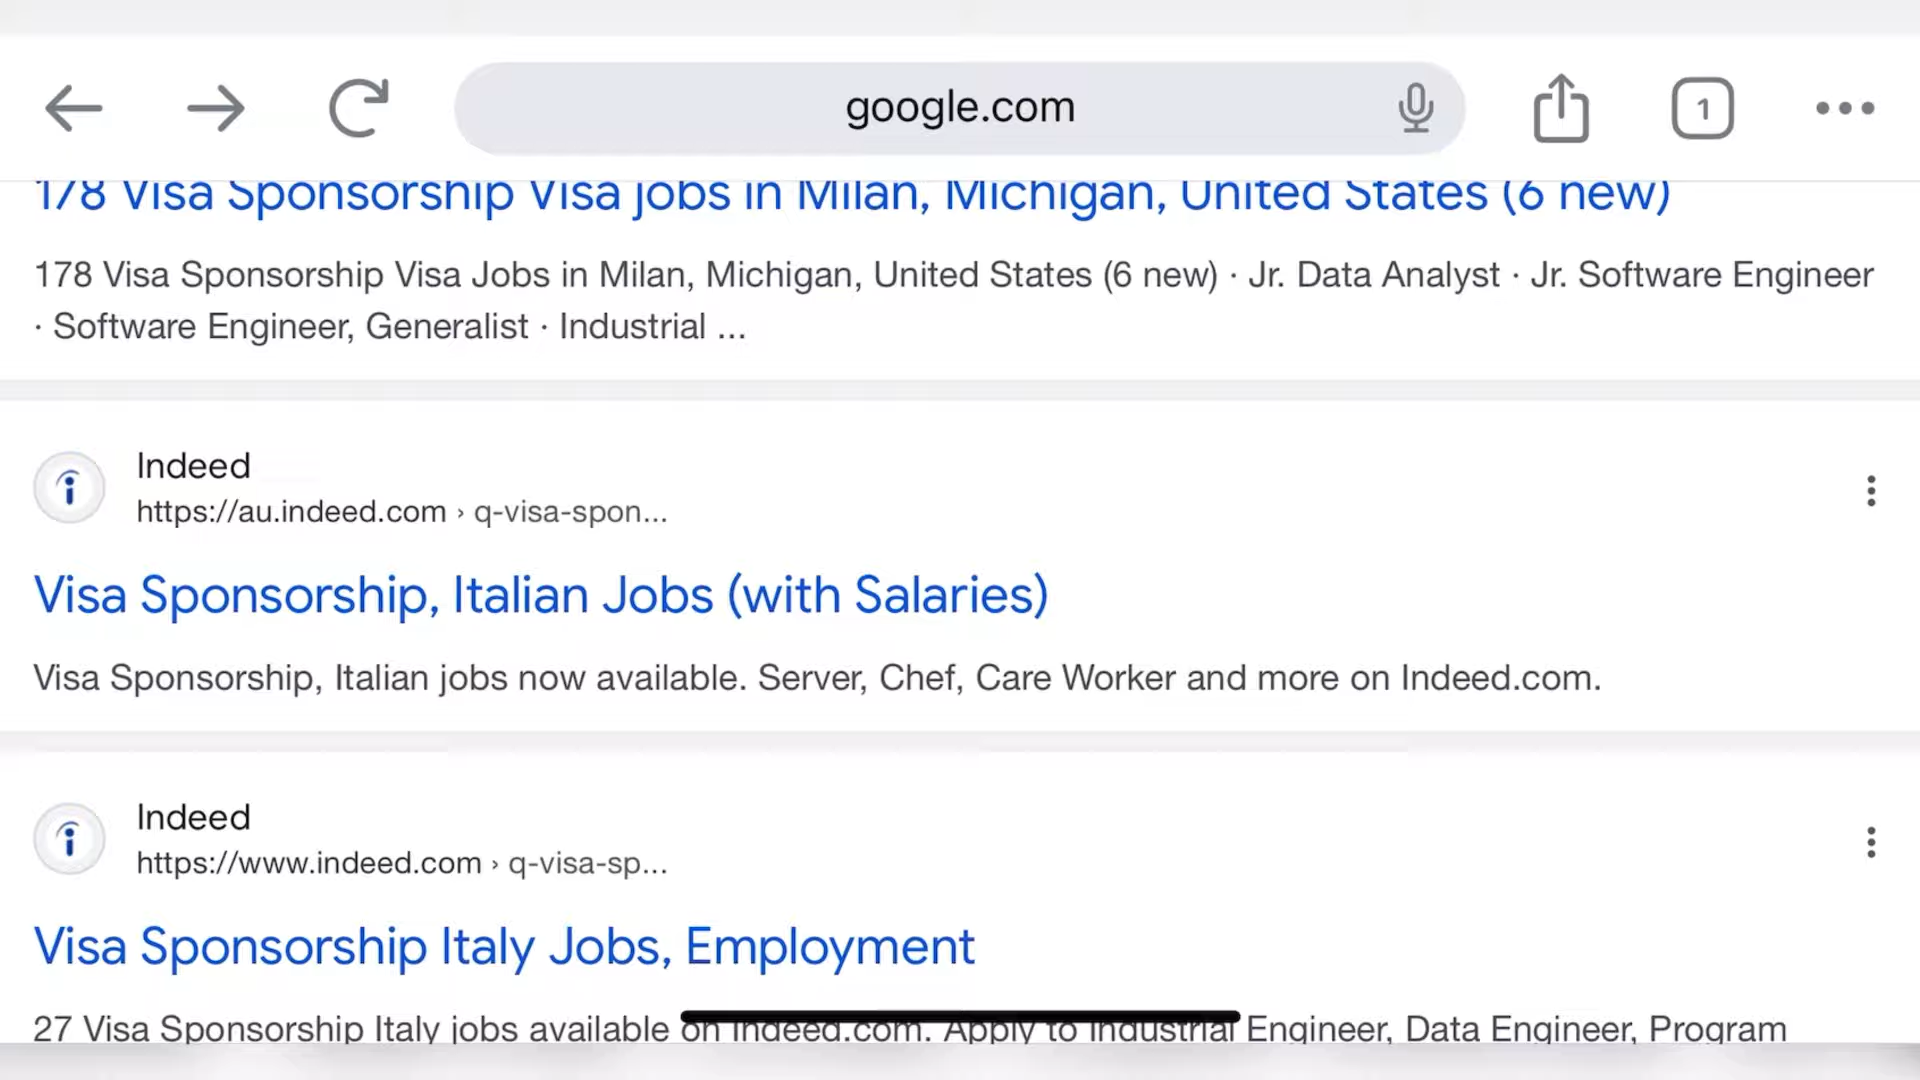 google.com
1
178 Visa Sponsorship Visa jobs in Milan, Michigan, United States (6 new)
178 Visa Sponsorship Visa Jobs in Milan, Michigan, United States (6 new) · Jr. Data Analyst · Jr. Software Engineer
· Software Engineer, Generalist · Industrial ...
Indeed
https://au.indeed.com › q-visa-spon...
Visa Sponsorship, Italian Jobs (with Salaries)
Visa Sponsorship, Italian jobs now available. Server, Chef, Care Worker and more on Indeed.com.
Indeed
https://www.indeed.com › q-visa-sp...
Visa Sponsorship Italy Jobs, Employment
27 Visa Sponsorship Italy jobs available on Indeed.com. Apply to Industrial Engineer, Data Engineer, Program